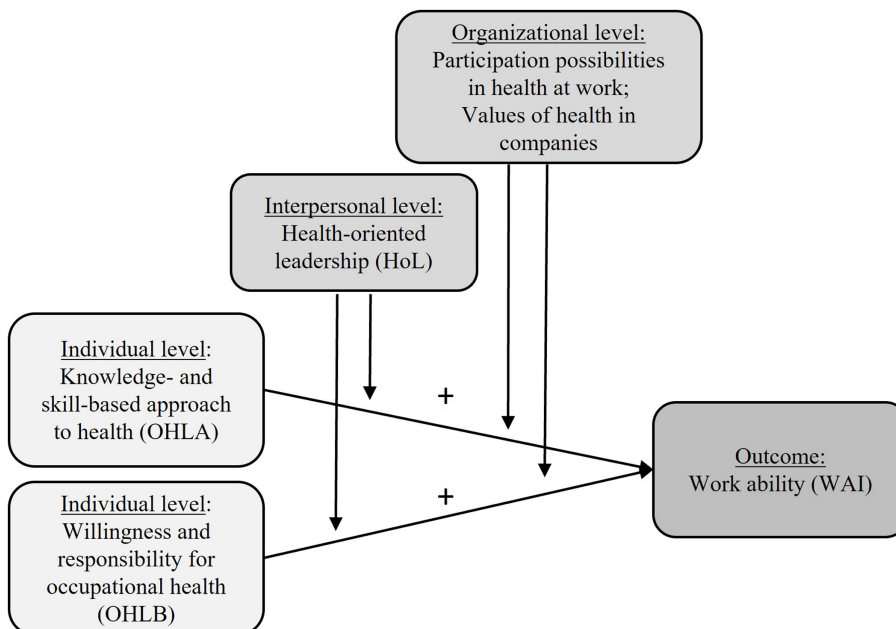 Organizational level:
Participation possibilities
in health at work;
Values of health in
companies
Interpersonal level:
Health-oriented
leadership (HoL)
Individual level:
Knowledge- and
skill-based approach
to health (OHLA)
+
Outcome:
Work ability (WAI)
+
Individual level:
Willingness and
responsibility for
occupational health
(OHLB)